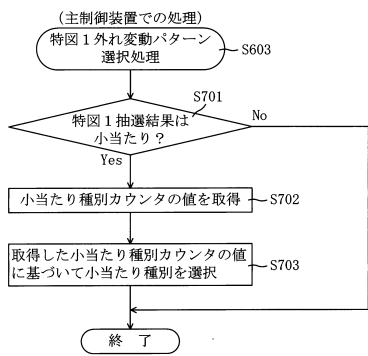 (主制御装置での処理)
特図1外れ変動パターン
選択処理
S603
S701
特図1抽選結果は
小当たり?
No
Yes
小当たり種別カウンタの値を取得
S702
取得した小当たり種別カウンタの値
に基づいて小当たり種別を選択
S703
終 了